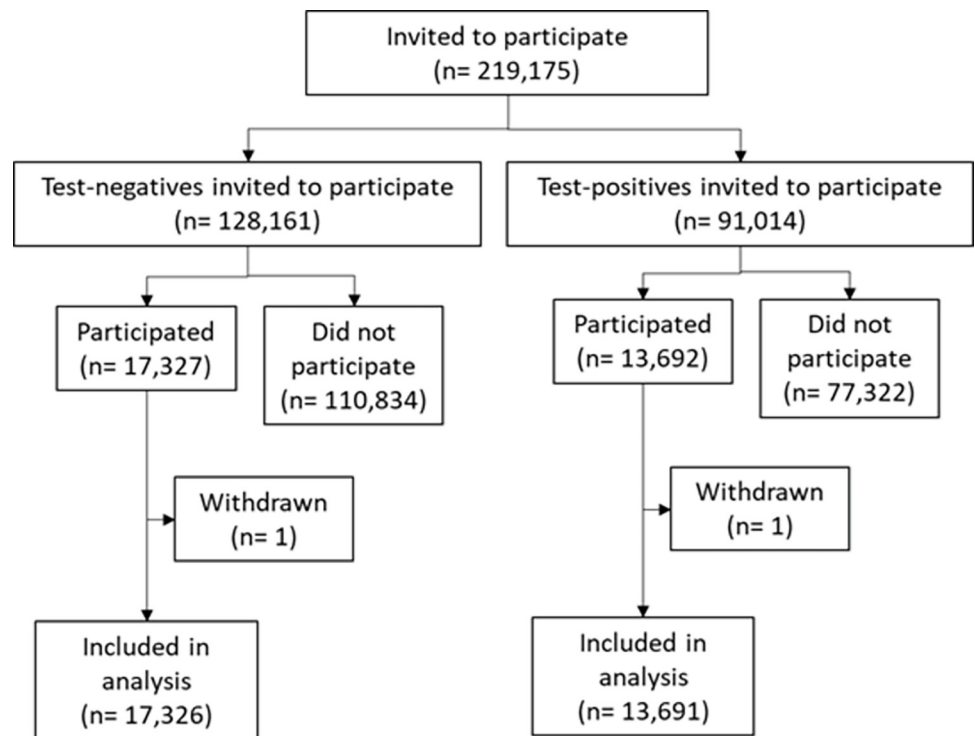 Invited to participate
(n= 219,175)
Test-negatives invited to participate
(n= 128,161)
Test-positives invited to participate
(n= 91,014)
Participated
(n= 17,327)
Did not
participate
(n= 110,834)
Participated
(n= 13,692)
Did not
participate
(n= 77,322)
Withdrawn
(n= 1)
Withdrawn
(n= 1)
Included in
analysis
(n= 17,326)
Included in
analysis
(n= 13,691)